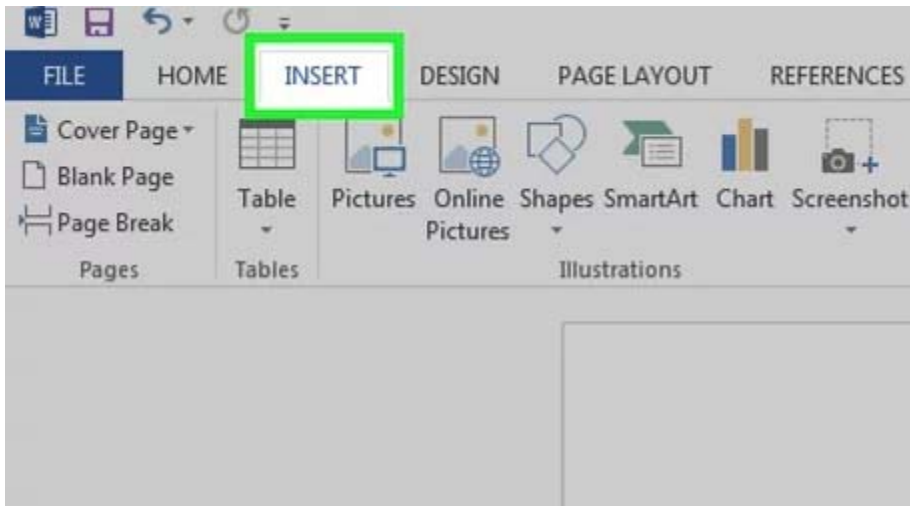 FILE HOME INSERT DESIGN PAGE LAYOUT REFERENCES
Cover Page
Blank Page
Page Break
Table
Pictures
Online
Pictures
Shapes
SmartArt
Chart
Screenshot
Pages
Tables
Illustrations